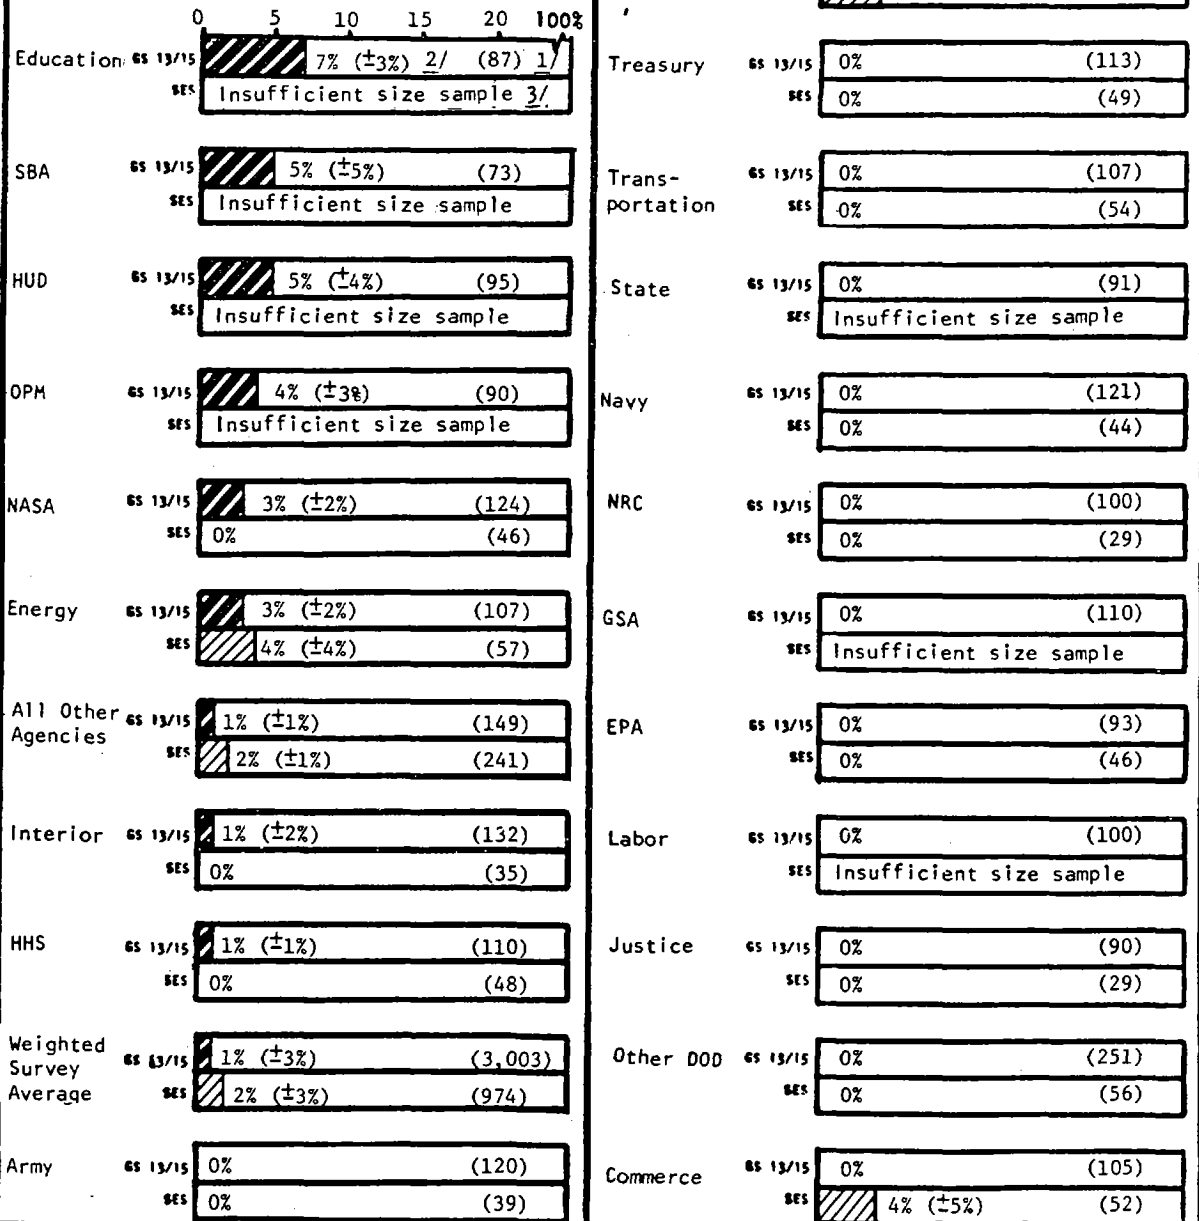 0 5 10 15 20 100%
Education GS 13/15 7% (±3%) 2/ (87) 1/
SES Insufficient size sample 3/
SBA GS 13/15 5% (±5%) (73)
SES Insufficient size sample
HUD GS 13/15 5% (±4%) (95)
SES Insufficient size sample
OPM GS 13/15 4% (±3%) (90)
SES Insufficient size sample
NASA GS 13/15 3% (±2%) (124)
SES 0% (46)
Energy GS 13/15 3% (±2%) (107)
SES 4% (±4%) (57)
All Other
Agencies
GS 13/15 1% (±1%) (149)
SES 2% (±1%) (241)
Interior GS 13/15 1% (±2%) (132)
SES 0% (35)
HHS GS 13/15 1% (±1%) (110)
SES 0% (48)
Weighted
Survey
Average
GS 13/15 1% (±3%) (3,003)
SES 2% (±3%) (974)
Army GS 13/15 0% (120)
SES 0% (39)
Treasury GS 13/15 0% (113)
SES 0% (49)
Trans-
portation
GS 13/15 0% (107)
SES 0% (54)
State GS 13/15 0% (91)
SES Insufficient size sample
Navy GS 13/15 0% (121)
SES 0% (44)
NRC GS 13/15 0% (100)
SES 0% (29)
GSA GS 13/15 0% (110)
SES Insufficient size sample
EPA GS 13/15 0% (93)
SES 0% (46)
Labor GS 13/15 0% (100)
SES Insufficient size sample
Justice GS 13/15 0% (90)
SES 0% (29)
Other DOD GS 13/15 0% (251)
SES 0% (56)
Commerce GS 13/15 0% (105)
SES 4% (±5%) (52)